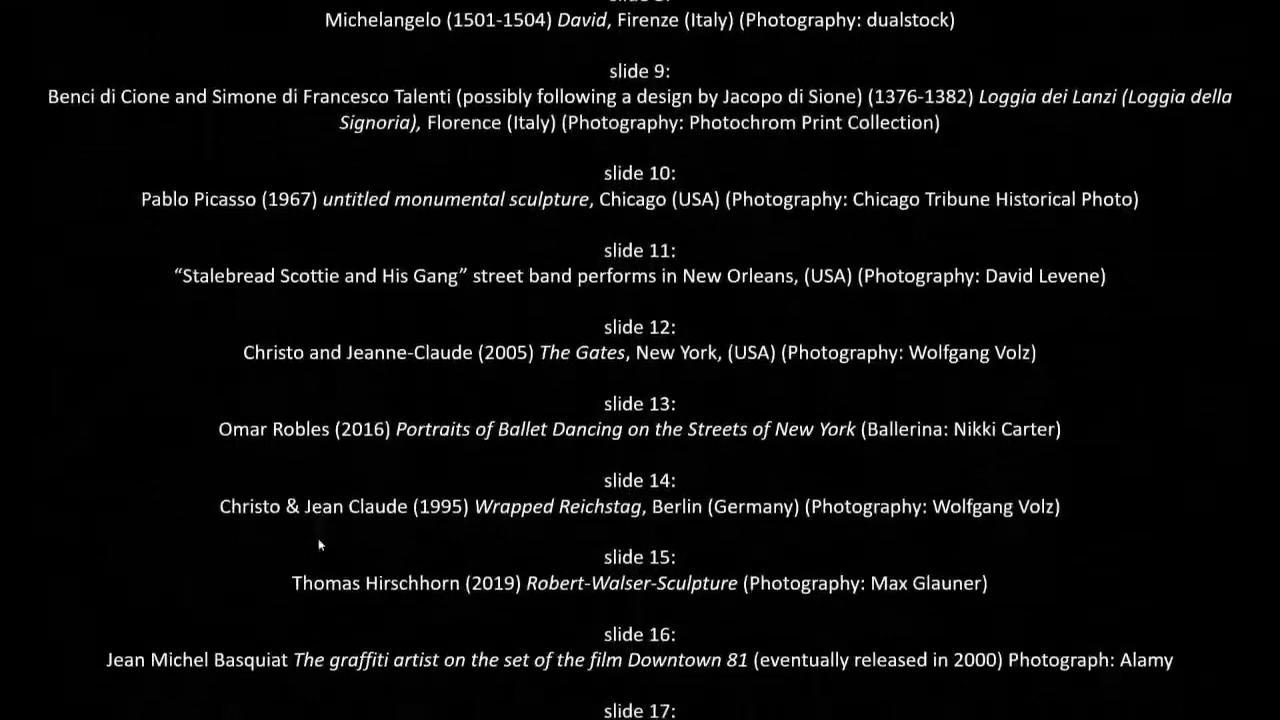 Michelangelo (1501-1504) David, Firenze (Italy) (Photography: dualstock)
slide 9:
Benci di Cione and Simone di Francesco Talenti (possibly following a design by Jacopo di Sione) (1376-1382) Loggia dei Lanzi (Loggia della
Signoria), Florence (Italy) (Photography: Photochrom Print Collection)
slide 10:
Pablo Picasso (1967) untitled monumental sculpture, Chicago (USA) (Photography: Chicago Tribune Historical Photo)
slide 11:
“Stalebread Scottie and His Gang” street band performs in New Orleans, (USA) (Photography: David Levene)
slide 12:
Christo and Jeanne-Claude (2005) The Gates, New York, (USA) (Photography: Wolfgang Volz)
slide 13:
Omar Robles (2016) Portraits of Ballet Dancing on the Streets of New York (Ballerina: Nikki Carter)
slide 14:
Christo & Jean Claude (1995) Wrapped Reichstag, Berlin (Germany) (Photography: Wolfgang Volz)
slide 15:
Thomas Hirschhorn (2019) Robert-Walser-Sculpture (Photography: Max Glauner)
slide 16:
Jean Michel Basquiat The graffiti artist on the set of the film Downtown 81 (eventually released in 2000) Photograph: Alamy
slide 17: